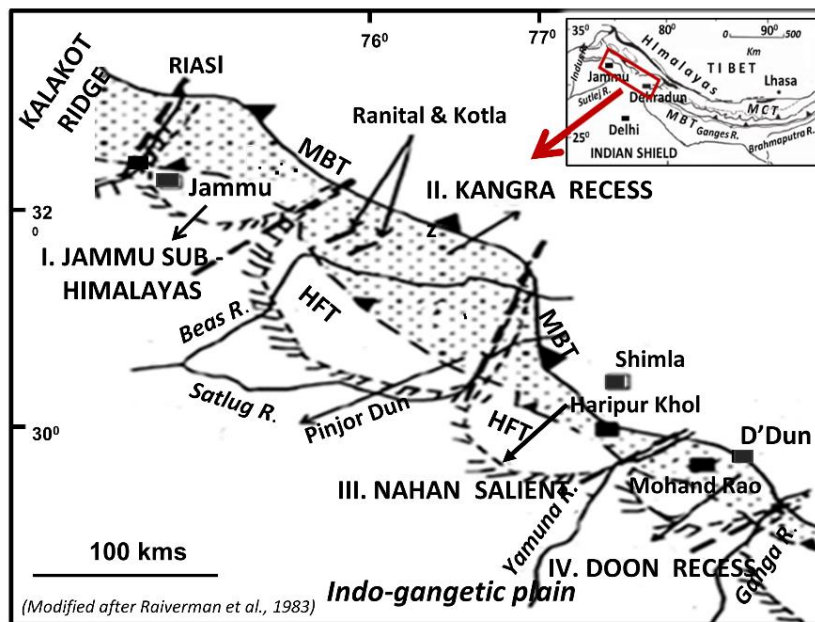 76⁰
77⁰
KALAKOT
RIDGE
RIASI
Ranital & Kotla
MBT
Jammu
II. KANGRA RECESS
Z
32
0
I. JAMMU SUB -
HIMALAYAS
HFT
Beas R.
MBT
Satlug R.
Pinjor Dun
Shimla
Haripur Khol
HFT
30⁰
D'Dun
III. NAHAN SALIENT
Mohand Rao
Yamuna R.
IV. DOON RECESS
Ganga R.
100 kms
Indo-gangetic plain
(Modified after Raiverman et al., 1983)
35⁰
80⁰
90⁰
0 500
Km
Himalayas
TIBET
Indus R.
Jammu
Lhasa
Sutlej R.
Dehradun
MCT
MBT
Delhi
Ganges R.
25⁰
Brahmaputra R.
INDIAN SHIELD